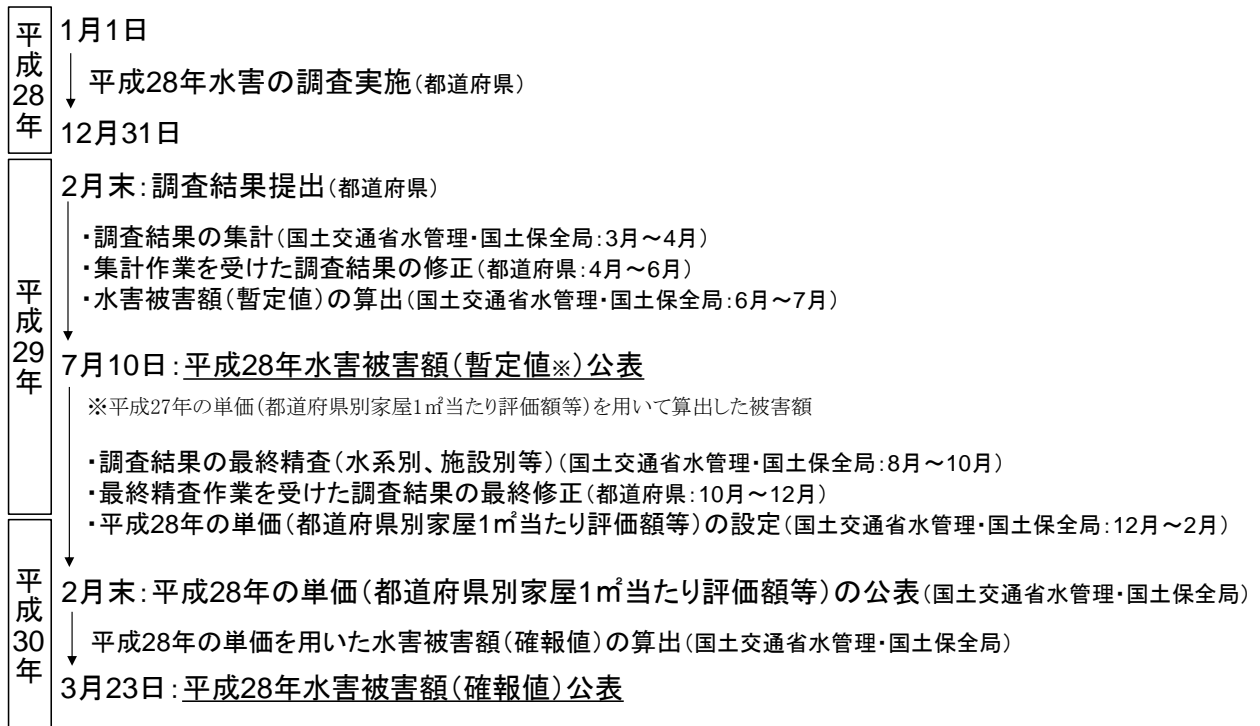 平成28年
1月1日
平成28年水害の調査実施(都道府県)
12月31日
平成29年
2月末:調査結果提出(都道府県)
・調査結果の集計(国土交通省水管理・国土保全局:3月~4月)
・集計作業を受けた調査結果の修正(都道府県:4月~6月)
・水害被害額(暫定値)の算出(国土交通省水管理・国土保全局:6月~7月)
7月10日:平成28年水害被害額(暫定値※)公表
※平成27年の単価(都道府県別家屋1㎡当たり評価額等)を用いて算出した被害額
・調査結果の最終精査(水系別、施設別等)(国土交通省水管理・国土保全局:8月~10月)
・最終精査作業を受けた調査結果の最終修正(都道府県:10月~12月)
・平成28年の単価(都道府県別家屋1㎡当たり評価額等)の設定(国土交通省水管理・国土保全局:12月~2月)
平成30年
2月末:平成28年の単価(都道府県別家屋1㎡当たり評価額等)の公表(国土交通省水管理・国土保全局)
平成28年の単価を用いた水害被害額(確報値)の算出(国土交通省水管理・国土保全局)
3月23日:平成28年水害被害額(確報値)公表